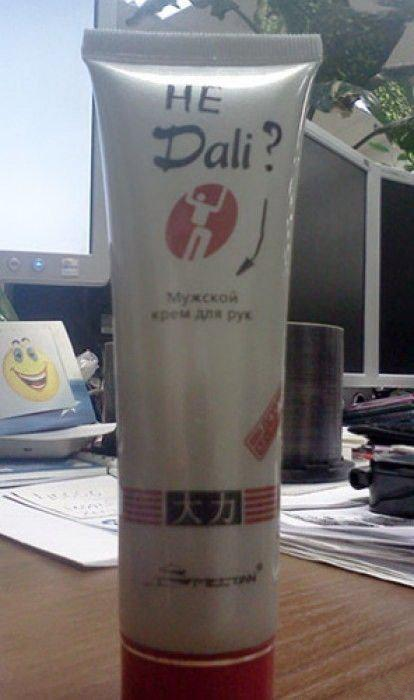 НЕ
Dali?
Мужской
крем для рук
大力